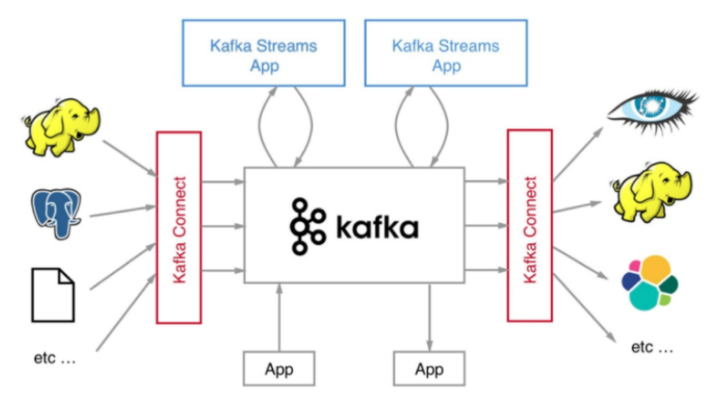 Kafka Streams
App
Kafka Streams
App
Kafka Connect
kafka
Kafka Connect
etc ...
etc ...
App
App